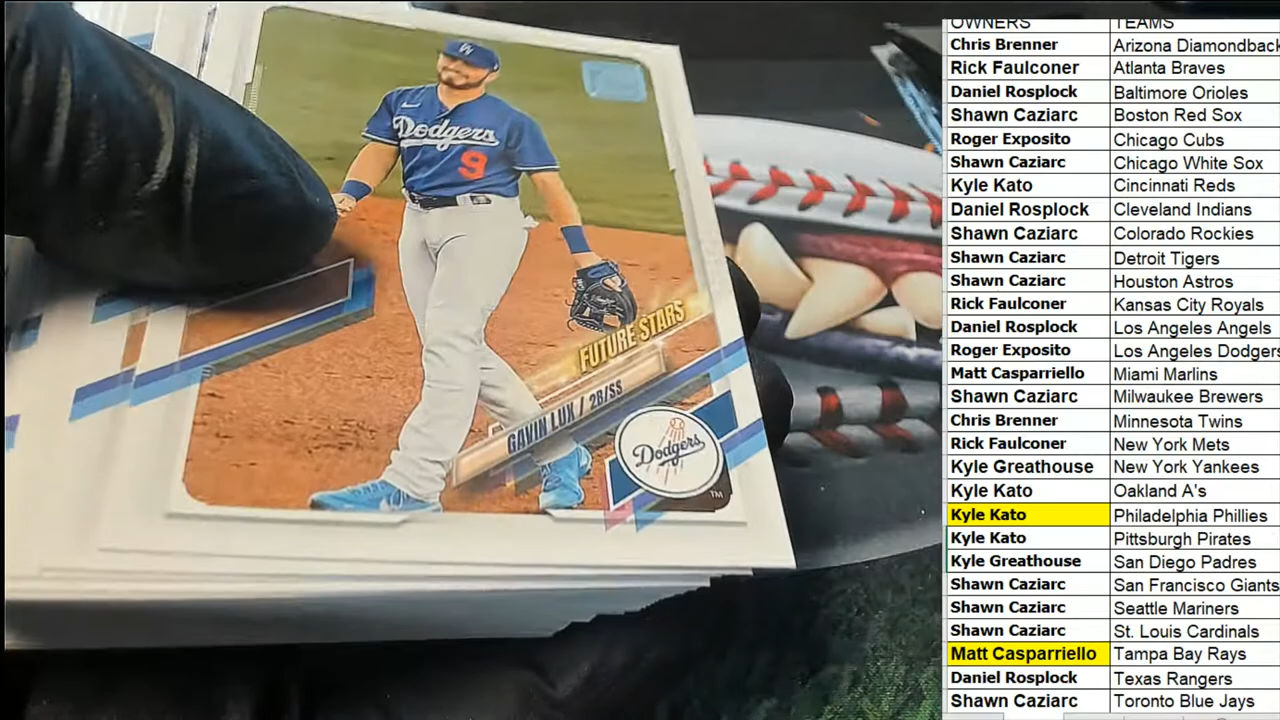 W
Dodgers
9
FUTURE STARS
GAVIN LUX / 2B/SS
Dodgers
TM
OWNERS TEAMS
Chris Brenner Arizona Diamondback
Rick Faulconer Atlanta Braves
Daniel Rosplock Baltimore Orioles
Shawn Caziarc Boston Red Sox
Roger Exposito Chicago Cubs
Shawn Caziarc Chicago White Sox
Kyle Kato Cincinnati Reds
Daniel Rosplock Cleveland Indians
Shawn Caziarc Colorado Rockies
Shawn Caziarc Detroit Tigers
Shawn Caziarc Houston Astros
Rick Faulconer Kansas City Royals
Daniel Rosplock Los Angeles Angels
Roger Exposito Los Angeles Dodgers
Matt Casparriello Miami Marlins
Shawn Caziarc Milwaukee Brewers
Chris Brenner Minnesota Twins
Rick Faulconer New York Mets
Kyle Greathouse New York Yankees
Kyle Kato Oakland A's
Kyle Kato Philadelphia Phillies
Kyle Kato Pittsburgh Pirates
Kyle Greathouse San Diego Padres
Shawn Caziarc San Francisco Giants
Shawn Caziarc Seattle Mariners
Shawn Caziarc St. Louis Cardinals
Matt Casparriello Tampa Bay Rays
Daniel Rosplock Texas Rangers
Shawn Caziarc Toronto Blue Jays